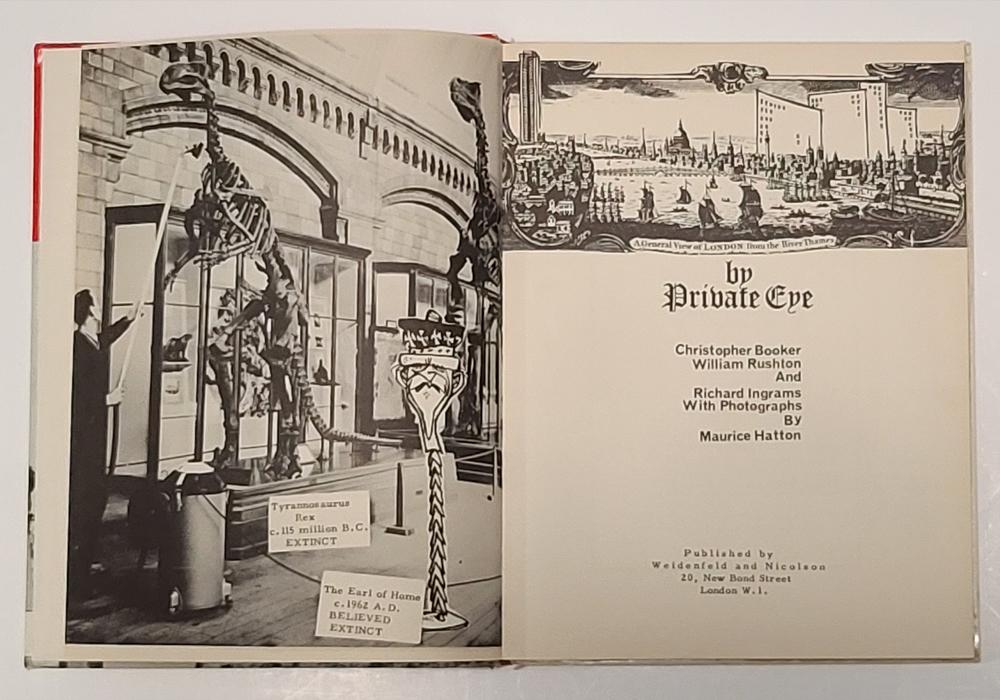 Tyrannosaurus
Rex
c.115 million B.C.
EXTINCT
The Earl of Home
c.1962 A.D.
BELIEVED
EXTINCT
A General View of LONDON from the River Thames
by
Private Eye
Christopher Booker
William Rushton
And
Richard Ingrams
With Photographs
By
Maurice Hatton
Published by
Weidenfeld and Nicolson
20, New Bond Street
London W.1.